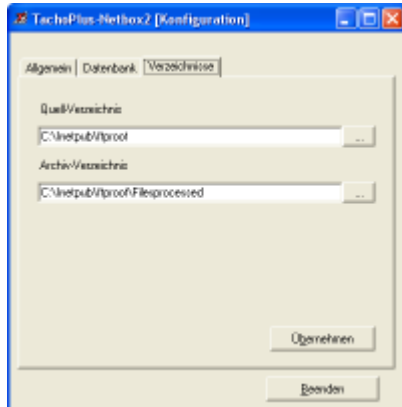 TachoPlus-Netbox2 [Konfiguration]
Allgemein Datenbank Verzeichnisse
Quell-Verzeichnis
C:\Inetpub\ftproot
...
Archiv-Verzeichnis
C:\Inetpub\ftproot\Filesprocessed
...
Übernehmen
Beenden